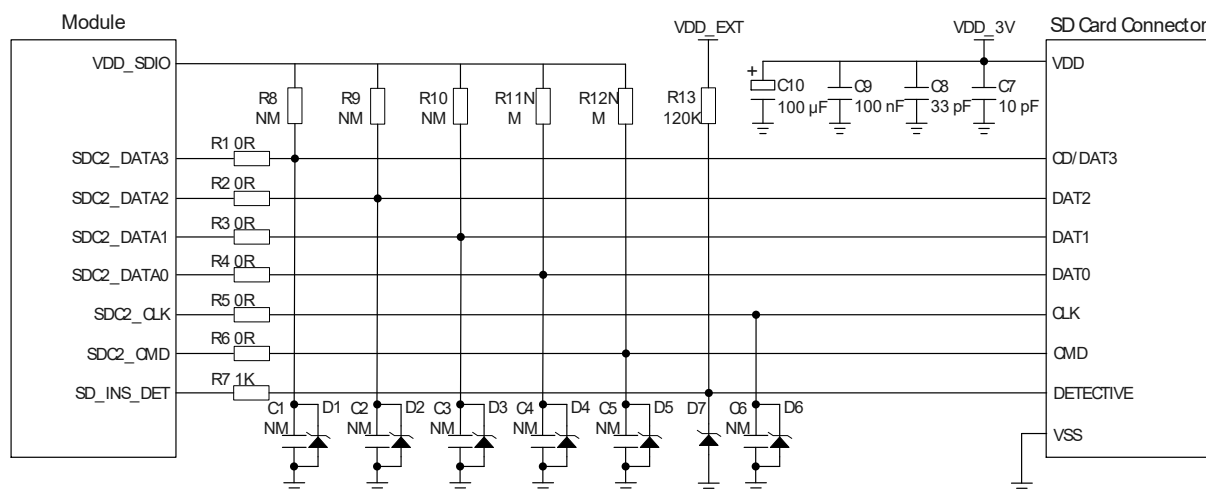 Module
VDD_EXT
VDD_3V
SD Card Connector
VDD_SDIO
VDD
R8
NM
R9
NM
R10
NM
R11N
M
R12N
M
R13
120K
+
C10
100 µF
C9
100 nF
C8
33 pF
C7
10 pF
SDC2_DATA3
R1 0R
CD/DAT3
SDC2_DATA2
R2 0R
DAT2
SDC2_DATA1
R3 0R
DAT1
SDC2_DATA0
R4 0R
DAT0
SDC2_CLK
R5 0R
CLK
SDC2_CMD
R6 0R
CMD
SD_INS_DET
R7 1K
DETECTIVE
C1
NM
D1
C2
NM
D2
C3
NM
D3
C4
NM
D4
C5
NM
D5
D7
C6
NM
D6
VSS